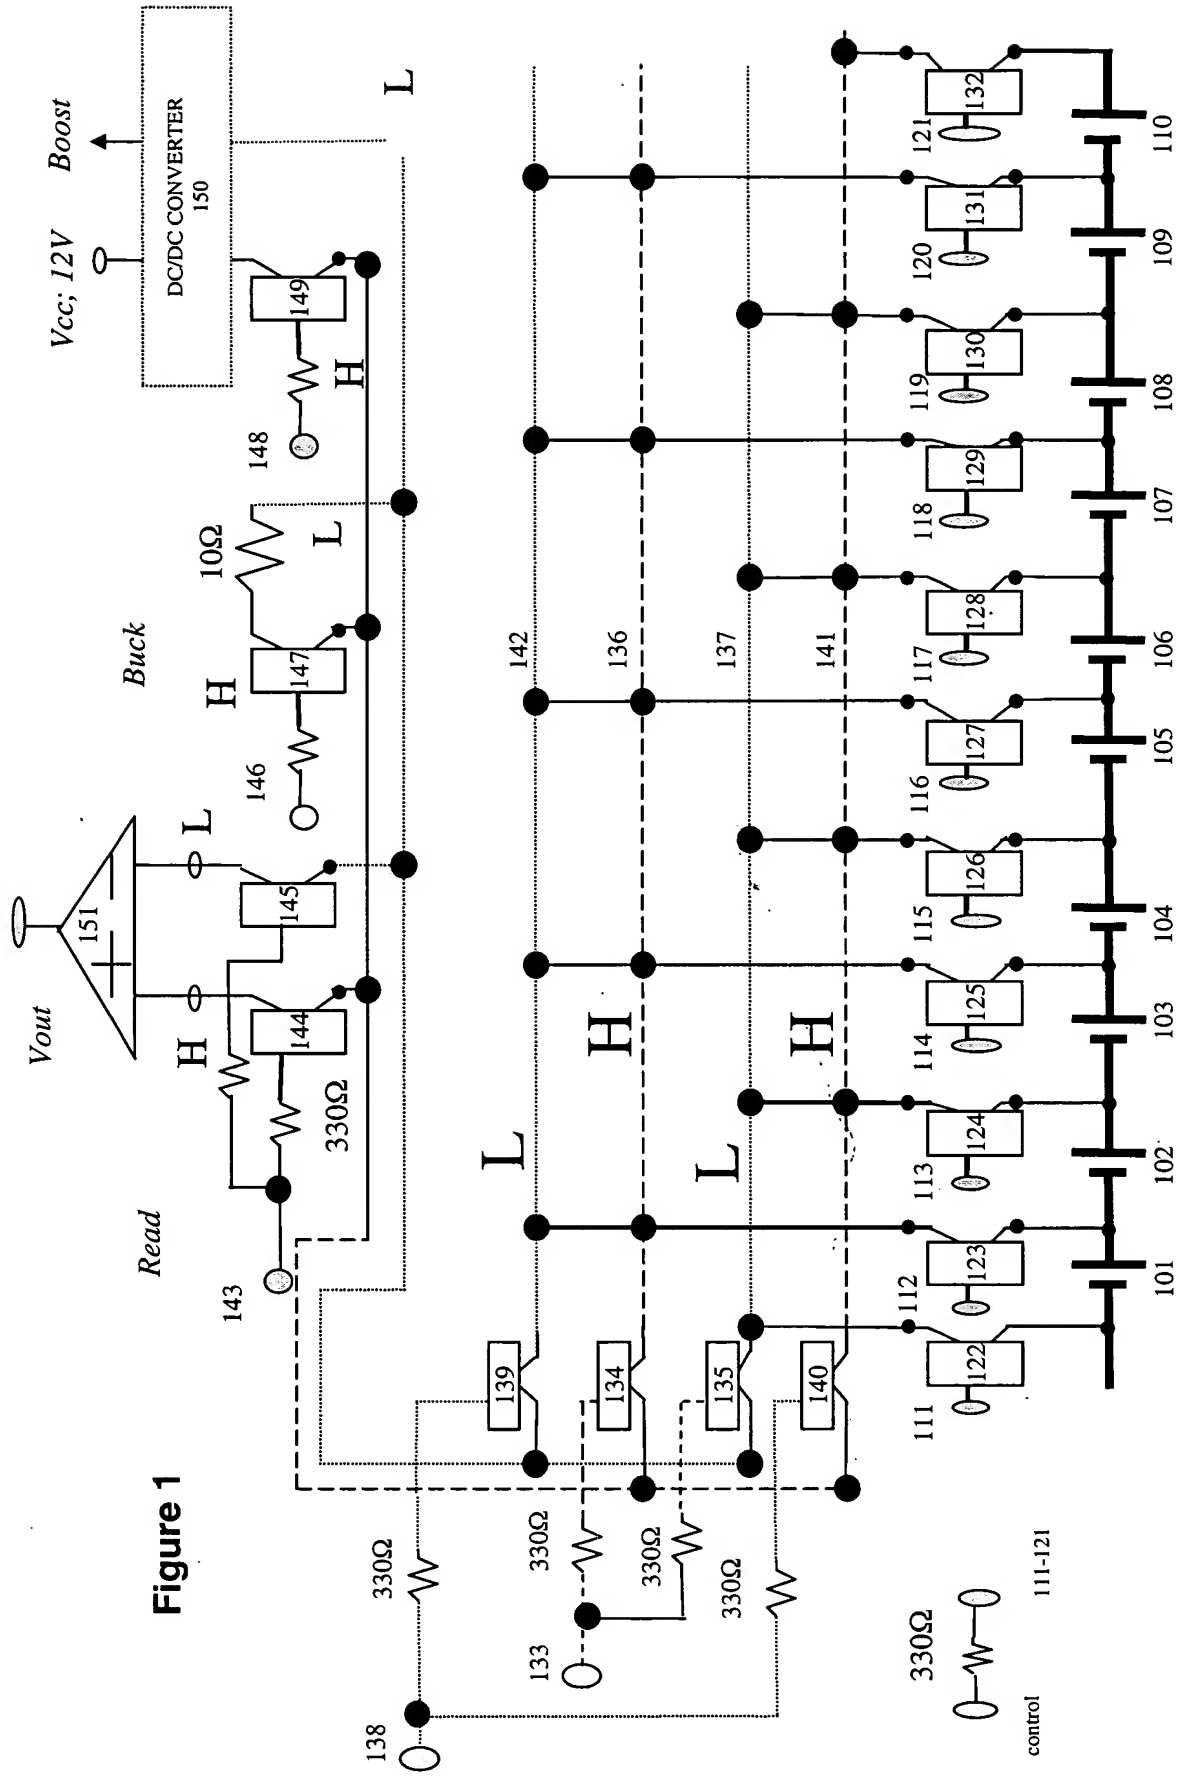 Figure 1
Vout
Read
Buck
Boost
Vcc; 12V
DC/DC CONVERTER
150
151
H
L
143
144
145
330Ω
146
147
H
10Ω
L
148
149
H
L
142
136
137
141
L
H
L
H
138
133
330Ω
330Ω
330Ω
330Ω
139
134
135
140
111
112
113
114
115
116
117
118
119
120
121
122
123
124
125
126
127
128
129
130
131
132
101
102
103
104
105
106
107
108
109
110
330Ω
control
111-121